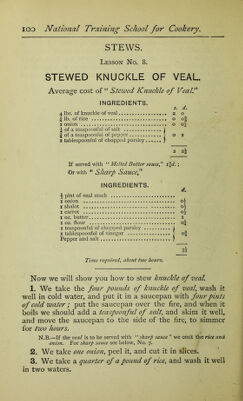 100 National Training School for Cookery.
STEWS.
LESSON No. 8.
STEWED KNUCKLE OF VEAL.
Average cost of "Stewed Knuckle of Veal."
INGREDIENTS.
s. d.
4 lbs. of knuckle of veal 2 0
¼ lb. of rice 0 0½
1 onion 0 0½
½ of a teaspoonful of salt
¼ of a teaspoonful of pepper 0 1
1 tablespoonful of chopped parsley
2 2½
If served with "Melted Butter sauce," 1½d.;
Or with "Sharp Sauce,"
INGREDIENTS.
d.
½ pint of veal stock
1 onion 0½
1 shalot 0½
1 carrot 0½
1 oz. butter 1
1 oz. flour 0½
1 teaspoonful of chopped parsley
1 tablespoonful of vinegar 0½
Pepper and salt
Time required, about two hours.
Now we will show you how to stew knuckle of veal.
1. We take the four pounds of knuckle of veal, wash it
well in cold water, and put it in a saucepan with four pints
of cold water; put the saucepan over the fire, and when it
boils we should add a teaspoonful of salt, and skim it well,
and move the saucepan to the side of the fire, to simmer
for two hours.
N.B.—If the veal is to be served with "sharp sauce" we omit the rice and
onion. For sharp sauce see below, No. 7.
2. We take one onion, peel it, and cut it in slices.
3. We take a quarter of a pound of rice, and wash it well
in two waters.